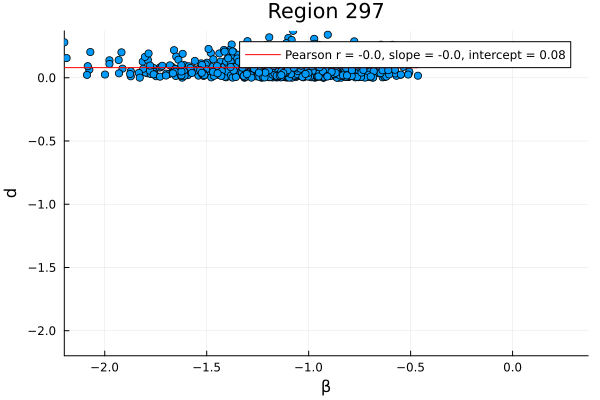 Region 297
Pearson r = -0.0, slope = -0.0, intercept = 0.08
d
0.0
−0.5
−1.0
−1.5
−2.0
−2.0 −1.5 −1.0 −0.5 0.0
β